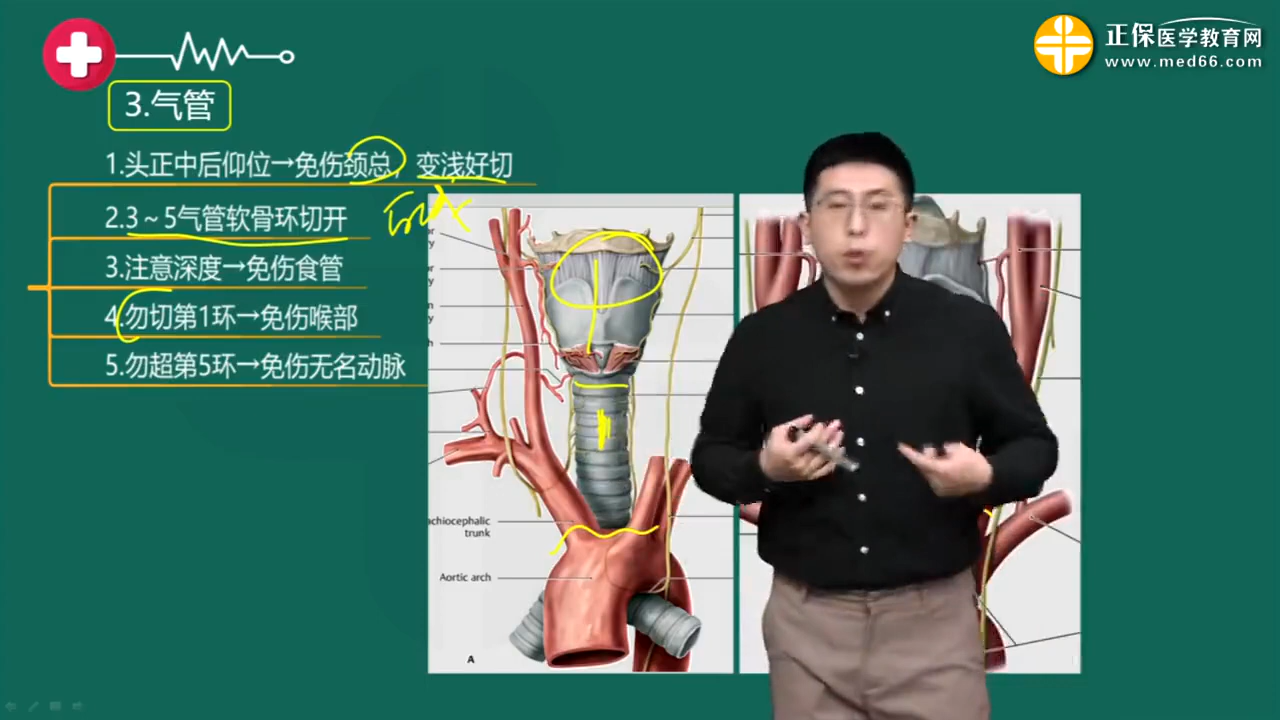 正保医学教育网
www.med66.com
3.气管
1.头正中后仰位→免伤颈总，变浅好切
2.3～5气管软骨环切开
3.注意深度→免伤食管
4.勿切第1环→免伤喉部
5.勿超第5环→免伤无名动脉
achiocephalic
trunk
Aortic arch
A